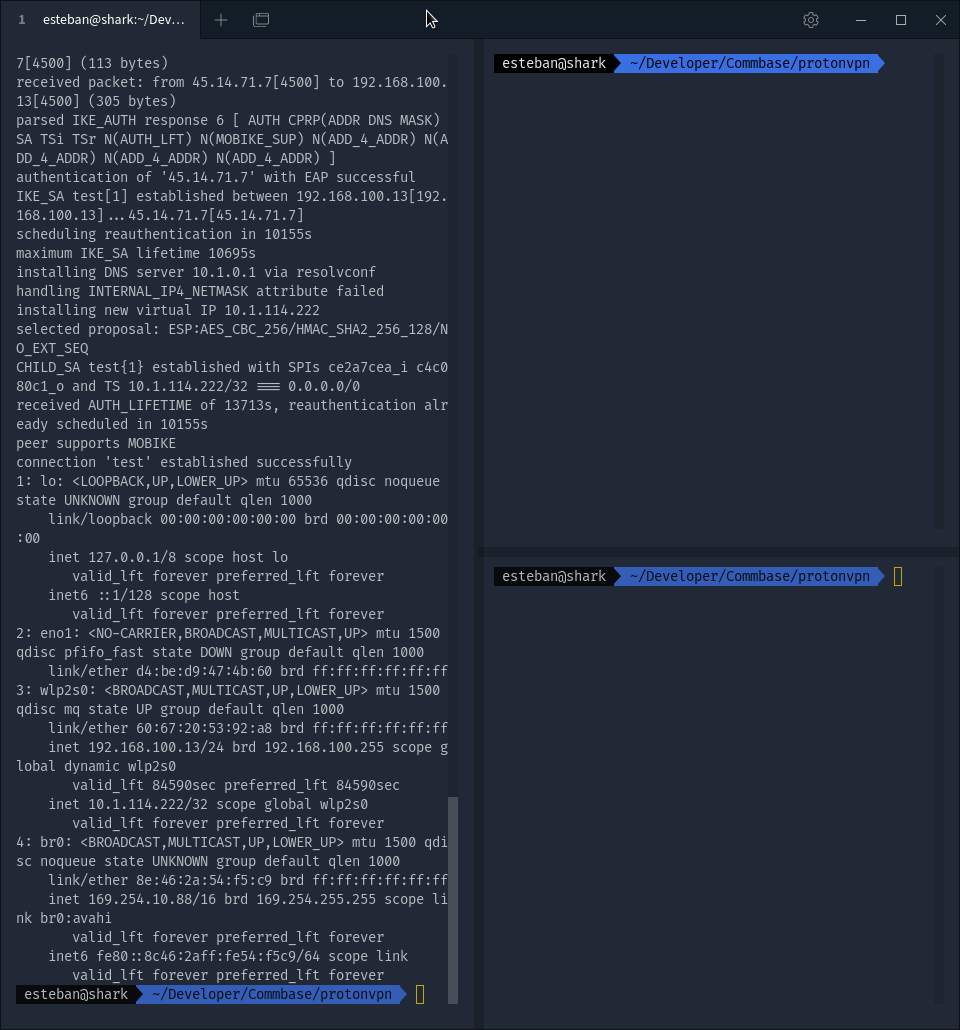 1 esteban@shark:~/Dev...
7[4500] (113 bytes)
received packet: from 45.14.71.7[4500] to 192.168.100.
13[4500] (305 bytes)
parsed IKE_AUTH response 6 [ AUTH CPRP(ADDR DNS MASK)
SA TSi TSr N(AUTH_LFT) N(MOBIKE_SUP) N(ADD_4_ADDR) N(A
DD_4_ADDR) N(ADD_4_ADDR) N(ADD_4_ADDR) ]
authentication of '45.14.71.7' with EAP successful
IKE_SA test[1] established between 192.168.100.13[192.
168.100.13]...45.14.71.7[45.14.71.7]
scheduling reauthentication in 10155s
maximum IKE_SA lifetime 10695s
installing DNS server 10.1.0.1 via resolvconf
handling INTERNAL_IP4_NETMASK attribute failed
installing new virtual IP 10.1.114.222
selected proposal: ESP:AES_CBC_256/HMAC_SHA2_256_128/N
O_EXT_SEQ
CHILD_SA test{1} established with SPIs ce2a7cea_i c4c0
80c1_o and TS 10.1.114.222/32 === 0.0.0.0/0
received AUTH_LIFETIME of 13713s, reauthentication alr
eady scheduled in 10155s
peer supports MOBIKE
connection 'test' established successfully
1: lo: <LOOPBACK,UP,LOWER_UP> mtu 65536 qdisc noqueue
state UNKNOWN group default qlen 1000
    link/loopback 00:00:00:00:00:00 brd 00:00:00:00:00
:00
    inet 127.0.0.1/8 scope host lo
       valid_lft forever preferred_lft forever
    inet6 ::1/128 scope host
       valid_lft forever preferred_lft forever
2: eno1: <NO-CARRIER,BROADCAST,MULTICAST,UP> mtu 1500
qdisc pfifo_fast state DOWN group default qlen 1000
    link/ether d4:be:d9:47:4b:60 brd ff:ff:ff:ff:ff:ff
3: wlp2s0: <BROADCAST,MULTICAST,UP,LOWER_UP> mtu 1500
qdisc mq state UP group default qlen 1000
    link/ether 60:67:20:53:92:a8 brd ff:ff:ff:ff:ff:ff
    inet 192.168.100.13/24 brd 192.168.100.255 scope g
lobal dynamic wlp2s0
       valid_lft 84590sec preferred_lft 84590sec
    inet 10.1.114.222/32 scope global wlp2s0
       valid_lft forever preferred_lft forever
4: br0: <BROADCAST,MULTICAST,UP,LOWER_UP> mtu 1500 qdi
sc noqueue state UNKNOWN group default qlen 1000
    link/ether 8e:46:2a:54:f5:c9 brd ff:ff:ff:ff:ff:ff
    inet 169.254.10.88/16 brd 169.254.255.255 scope li
nk br0:avahi
       valid_lft forever preferred_lft forever
    inet6 fe80::8c46:2aff:fe54:f5c9/64 scope link
       valid_lft forever preferred_lft forever
esteban@shark ~/Developer/Commbase/protonvpn
esteban@shark ~/Developer/Commbase/protonvpn
esteban@shark ~/Developer/Commbase/protonvpn